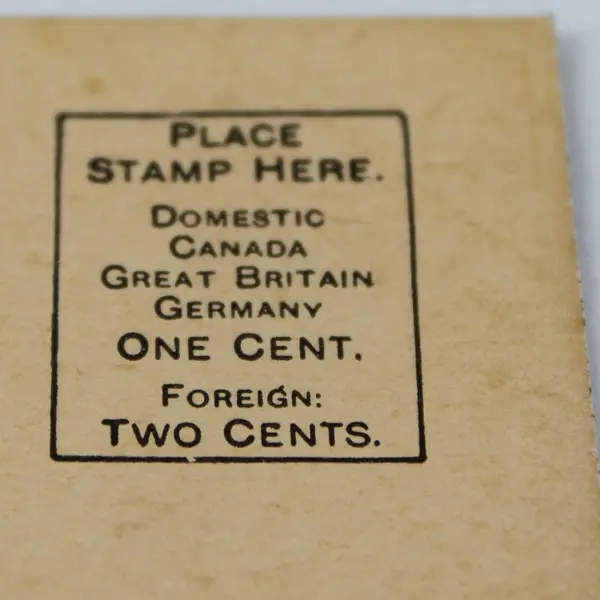 PLACE
STAMP HERE.
DOMESTIC
CANADA
GREAT BRITAIN
GERMANY
ONE CENT.
FOREIGN:
TWO CENTS.